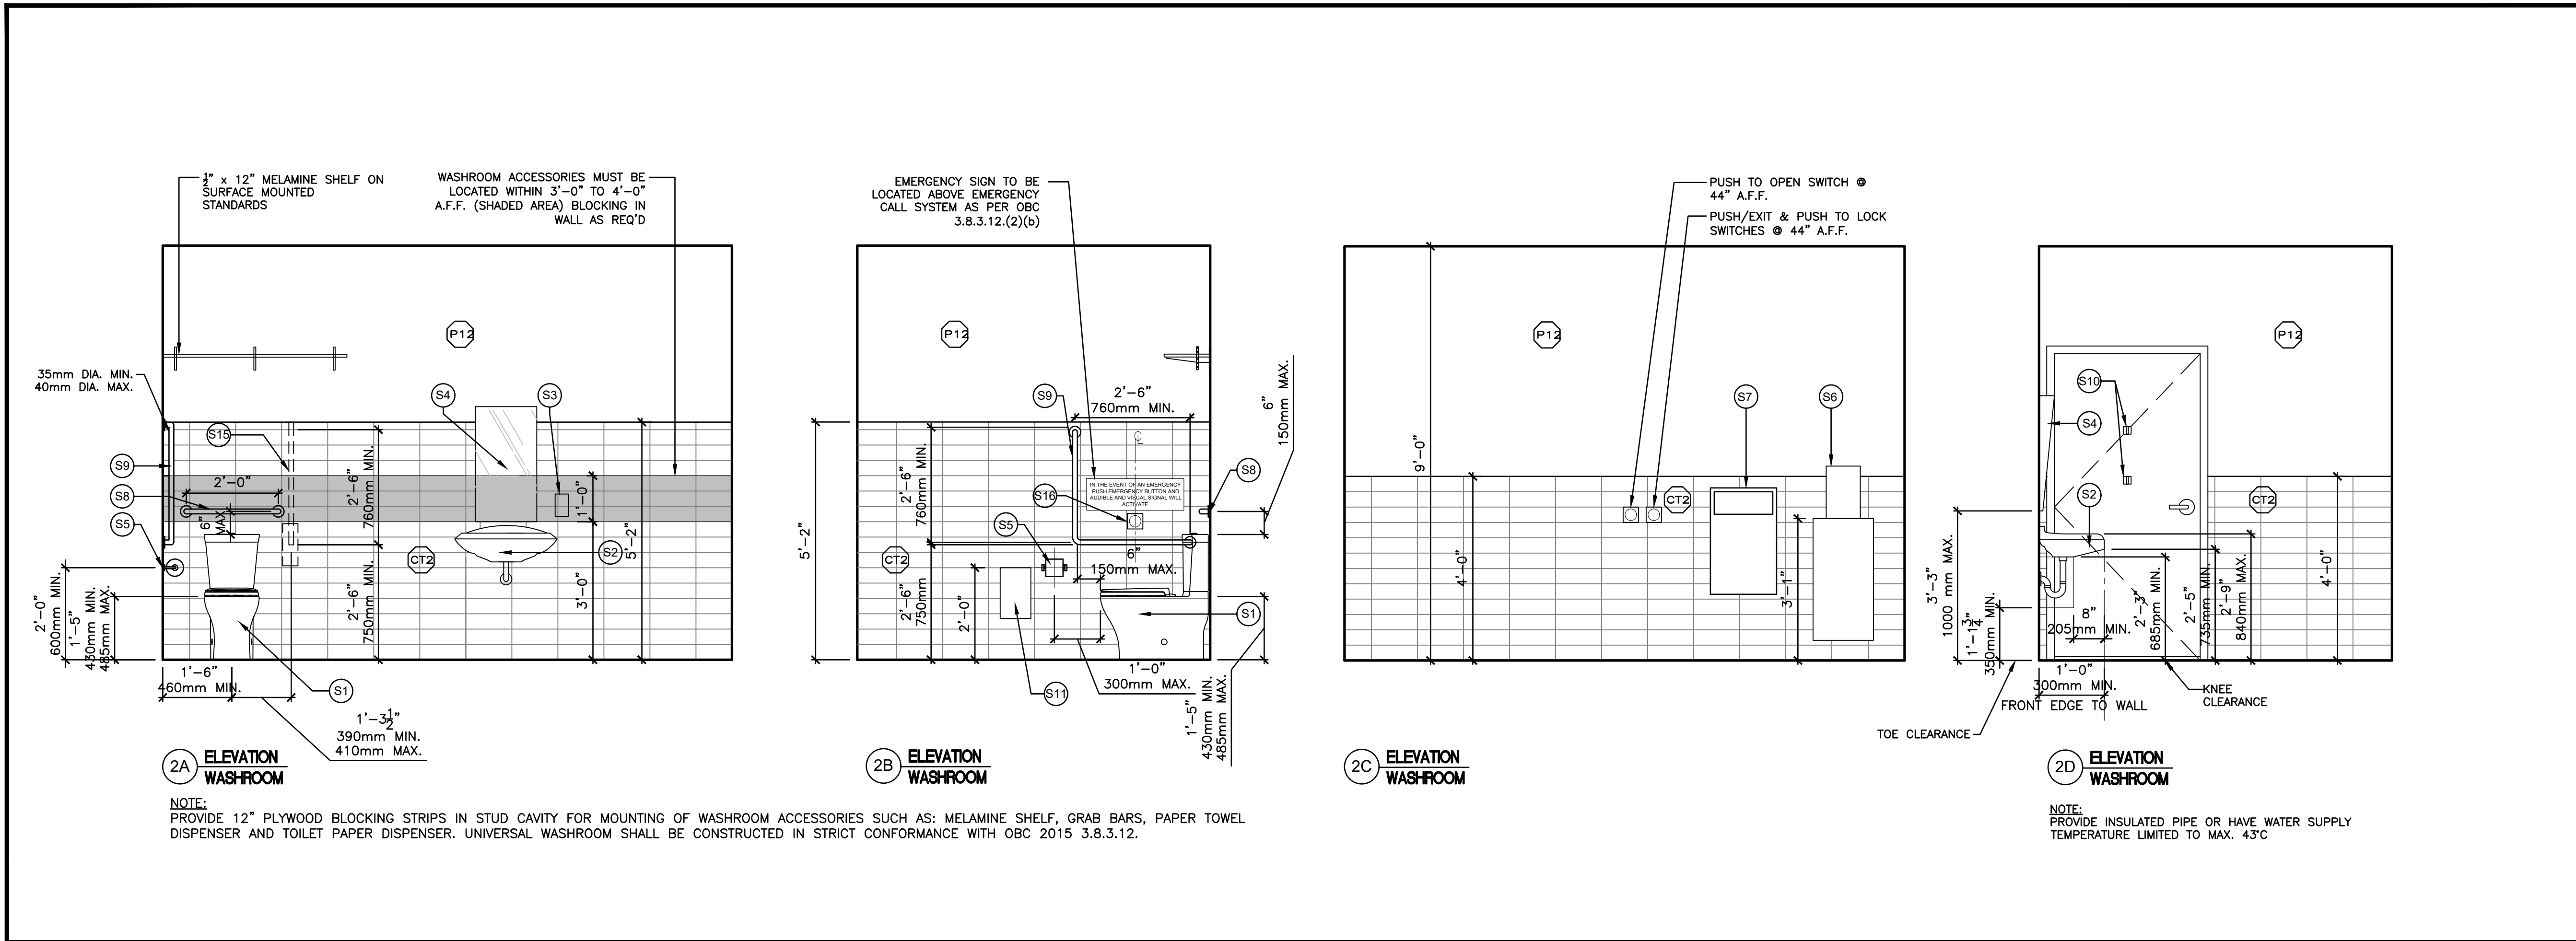 ½" x 12" MELAMINE SHELF ON
SURFACE MOUNTED
STANDARDS
WASHROOM ACCESSORIES MUST BE
LOCATED WITHIN 3'-0" TO 4'-0"
A.F.F. (SHADED AREA) BLOCKING IN
WALL AS REQ'D
P12
35mm DIA. MIN.
40mm DIA. MAX.
S4
S3
S15
S9
S8
S5
2'-0"
6"
MAX
2'-6"
760mm MIN.
2'-6"
750mm MIN.
1'-0"
5'-2"
3'-0"
CT2
S2
2'-0"
600mm MIN.
1'-5"
430mm MIN.
485mm MAX.
1'-6"
460mm MIN.
S1
1'-3½"
390mm MIN.
410mm MAX.
2A
ELEVATION
WASHROOM
EMERGENCY SIGN TO BE
LOCATED ABOVE EMERGENCY
CALL SYSTEM AS PER OBC
3.8.3.12.(2)(b)
P12
S9
2'-6"
760mm MIN.
6"
150mm MAX.
5'-2"
2'-6"
760mm MIN.
IN THE EVENT OF AN EMERGENCY
PUSH EMERGENCY BUTTON AND
AUDIBLE AND VISUAL SIGNAL WILL
ACTIVATE.
S8
S16
S5
CT2
6"
150mm MAX.
2'-6"
750mm
2'-0"
S1
1'-0"
300mm MAX.
S11
1'-5"
430mm MIN.
485mm MAX.
2B
ELEVATION
WASHROOM
PUSH TO OPEN SWITCH @
44" A.F.F.
PUSH/EXIT & PUSH TO LOCK
SWITCHES @ 44" A.F.F.
P12
9'-0"
S7
S6
CT2
4'-0"
3'-1"
2C
ELEVATION
WASHROOM
P12
S10
S4
S2
CT2
3'-3"
1000 mm MAX.
1'-1¾"
350mm MIN.
8"
205mm MIN.
2'-3"
685mm MIN.
2'-5"
735mm MIN.
2'-9"
840mm MAX.
4'-0"
1'-0"
300mm MIN.
FRONT EDGE TO WALL
KNEE
CLEARANCE
TOE CLEARANCE
2D
ELEVATION
WASHROOM
NOTE:
PROVIDE 12" PLYWOOD BLOCKING STRIPS IN STUD CAVITY FOR MOUNTING OF WASHROOM ACCESSORIES SUCH AS: MELAMINE SHELF, GRAB BARS, PAPER TOWEL
DISPENSER AND TOILET PAPER DISPENSER. UNIVERSAL WASHROOM SHALL BE CONSTRUCTED IN STRICT CONFORMANCE WITH OBC 2015 3.8.3.12.
NOTE:
PROVIDE INSULATED PIPE OR HAVE WATER SUPPLY
TEMPERATURE LIMITED TO MAX. 43°C